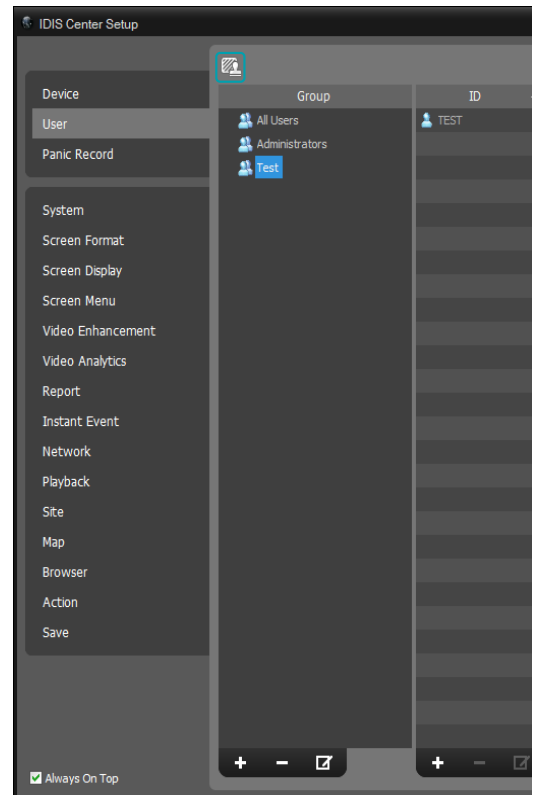 IDIS Center Setup
Device
User
Panic Record
System
Screen Format
Screen Display
Screen Menu
Video Enhancement
Video Analytics
Report
Instant Event
Network
Playback
Site
Map
Browser
Action
Save
Always On Top
Group
All Users
Administrators
Test
ID
TEST